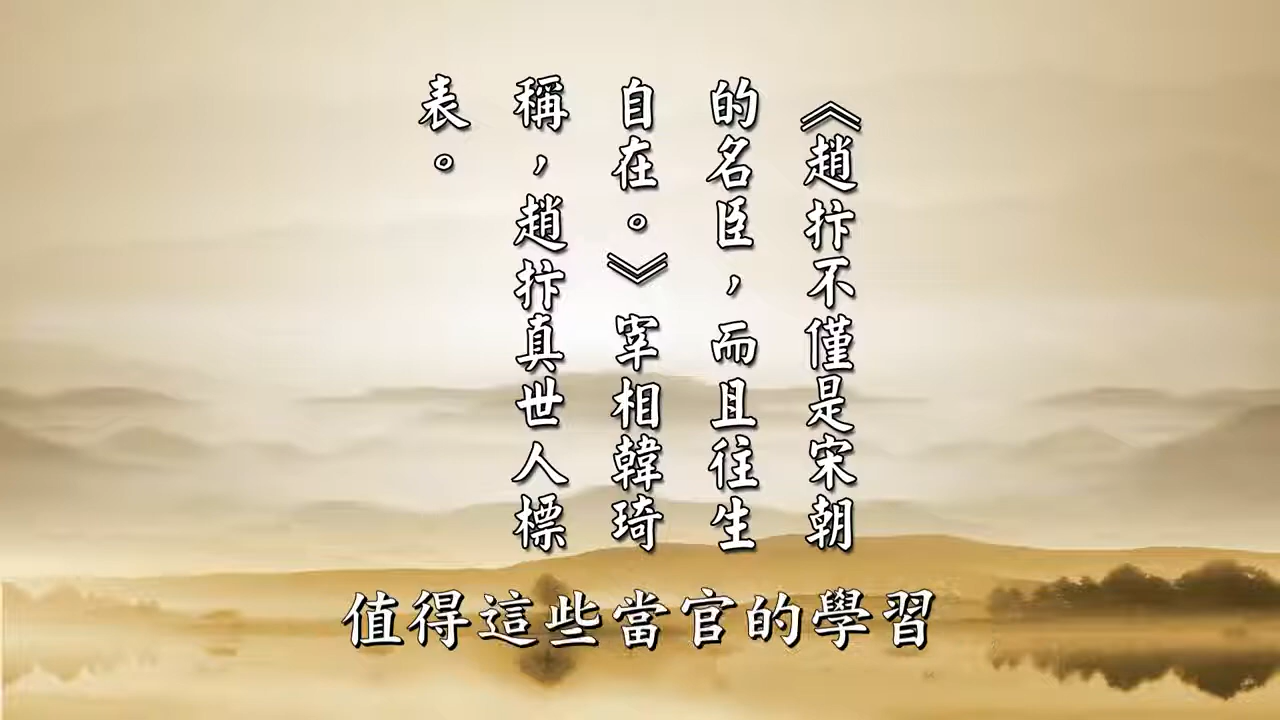 《趙抃不僅是宋朝
的名臣，而且往生
自在。》宰相韓琦
稱，趙抃真世人標
表。
值得這些當官的學習